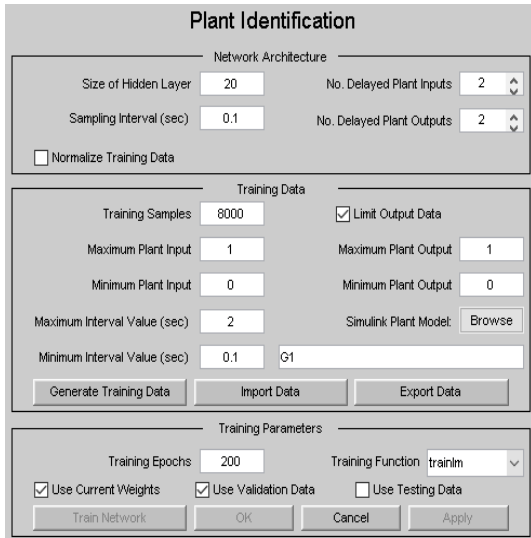 Plant Identification
Network Architecture
Size of Hidden Layer 20 No. Delayed Plant Inputs 2
Sampling Interval (sec) 0.1 No. Delayed Plant Outputs 2
Normalize Training Data
Training Data
Training Samples 8000 Limit Output Data
Maximum Plant Input 1 Maximum Plant Output 1
Minimum Plant Input 0 Minimum Plant Output 0
Maximum Interval Value (sec) 2 Simulink Plant Model: Browse
Minimum Interval Value (sec) 0.1 G1
Generate Training Data Import Data Export Data
Training Parameters
Training Epochs 200 Training Function trainlm
Use Current Weights Use Validation Data Use Testing Data
Train Network OK Cancel Apply